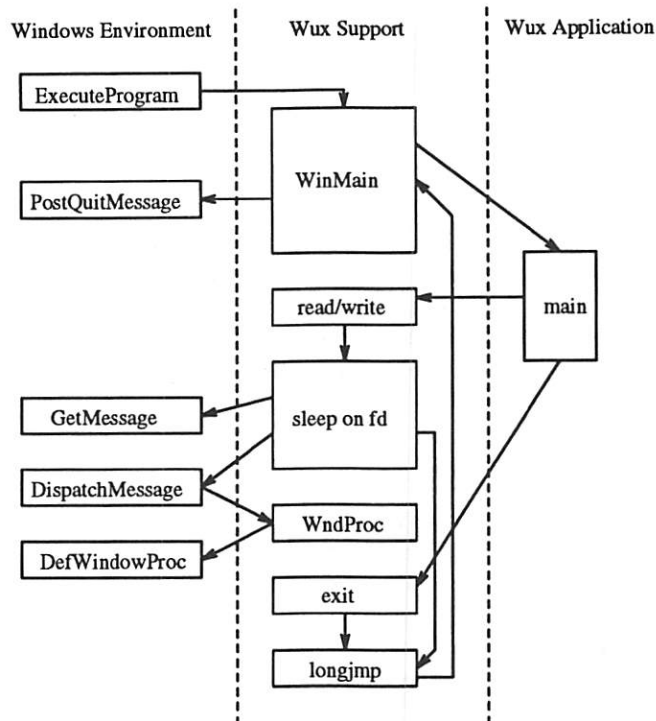 Windows Environment
Wux Support
Wux Application
ExecuteProgram
WinMain
PostQuitMessage
main
read/write
GetMessage
sleep on fd
DispatchMessage
WndProc
DefWindowProc
exit
longjmp